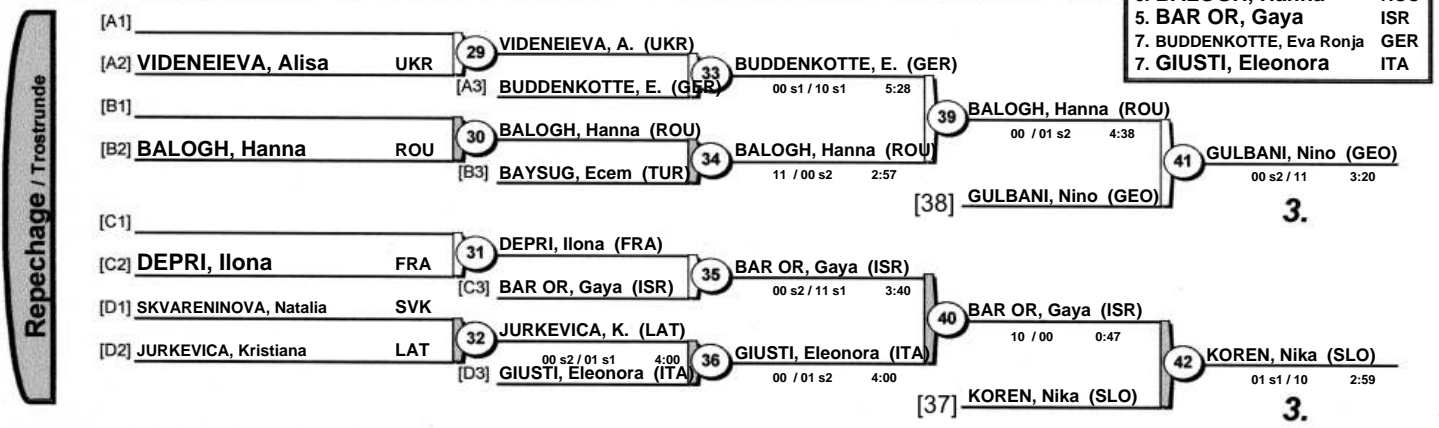 5. BAR OR, Gaya ISR
7. BUDDENKOTTE, Eva Ronja GER
7. GIUSTI, Eleonora ITA
Repechage / Trostrunde
[A1]
[A2] VIDENEIEVA, Alisa UKR
[B1]
[B2] BALOGH, Hanna ROU
[C1]
[C2] DEPRI, Ilona FRA
[D1] SKVARENINOVA, Natalia SVK
[D2] JURKEVICA, Kristiana LAT
29
VIDENEIEVA, A. (UKR)
[A3] BUDDENKOTTE, E. (GER)
30
BALOGH, Hanna (ROU)
[B3] BAYSUG, Ecem (TUR)
31
DEPRI, Ilona (FRA)
[C3] BAR OR, Gaya (ISR)
32
JURKEVICA, K. (LAT)
00 s2 / 01 s1 4:00
[D3] GIUSTI, Eleonora (ITA)
33
BUDDENKOTTE, E. (GER)
00 s1 / 10 s1 5:28
34
BALOGH, Hanna (ROU)
11 / 00 s2 2:57
35
BAR OR, Gaya (ISR)
00 s2 / 11 s1 3:40
36
GIUSTI, Eleonora (ITA)
00 / 01 s2 4:00
39
BALOGH, Hanna (ROU)
00 / 01 s2 4:38
[38] GULBANI, Nino (GEO)
40
BAR OR, Gaya (ISR)
10 / 00 0:47
[37] KOREN, Nika (SLO)
41
GULBANI, Nino (GEO)
00 s2 / 11 3:20
3.
42
KOREN, Nika (SLO)
01 s1 / 10 2:59
3.